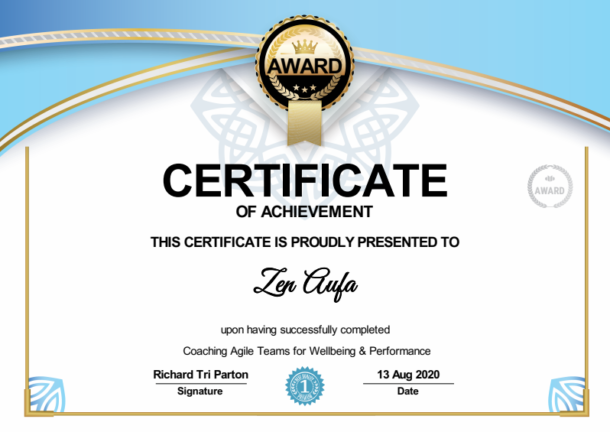 AWARD
CERTIFICATE
OF ACHIEVEMENT
AWARD
THIS CERTIFICATE IS PROUDLY PRESENTED TO
Zen Aufa
upon having successfully completed
Coaching Agile Teams for Wellbeing & Performance
Richard Tri Parton
13 Aug 2020
Signature
1
Date